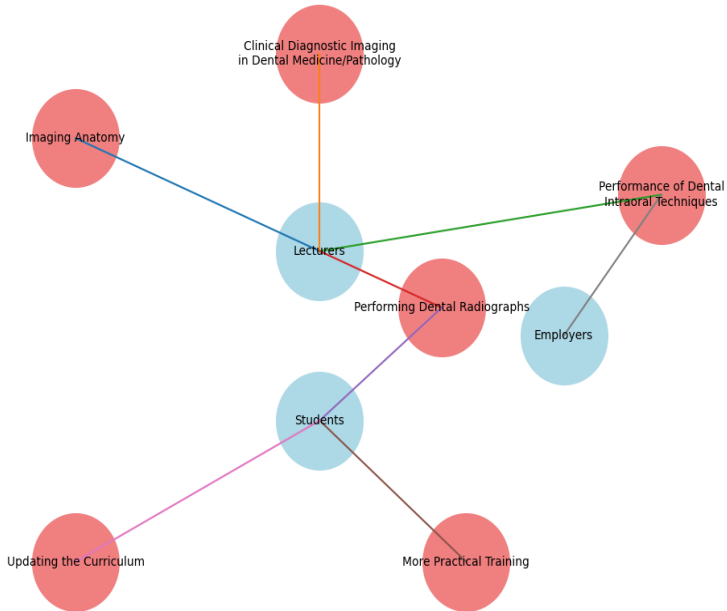 Clinical Diagnostic Imaging
in Dental Medicine/Pathology
Imaging Anatomy
Performance of Dental
Intraoral Techniques
Lecturers
Performing Dental Radiographs
Employers
Students
Updating the Curriculum
More Practical Training